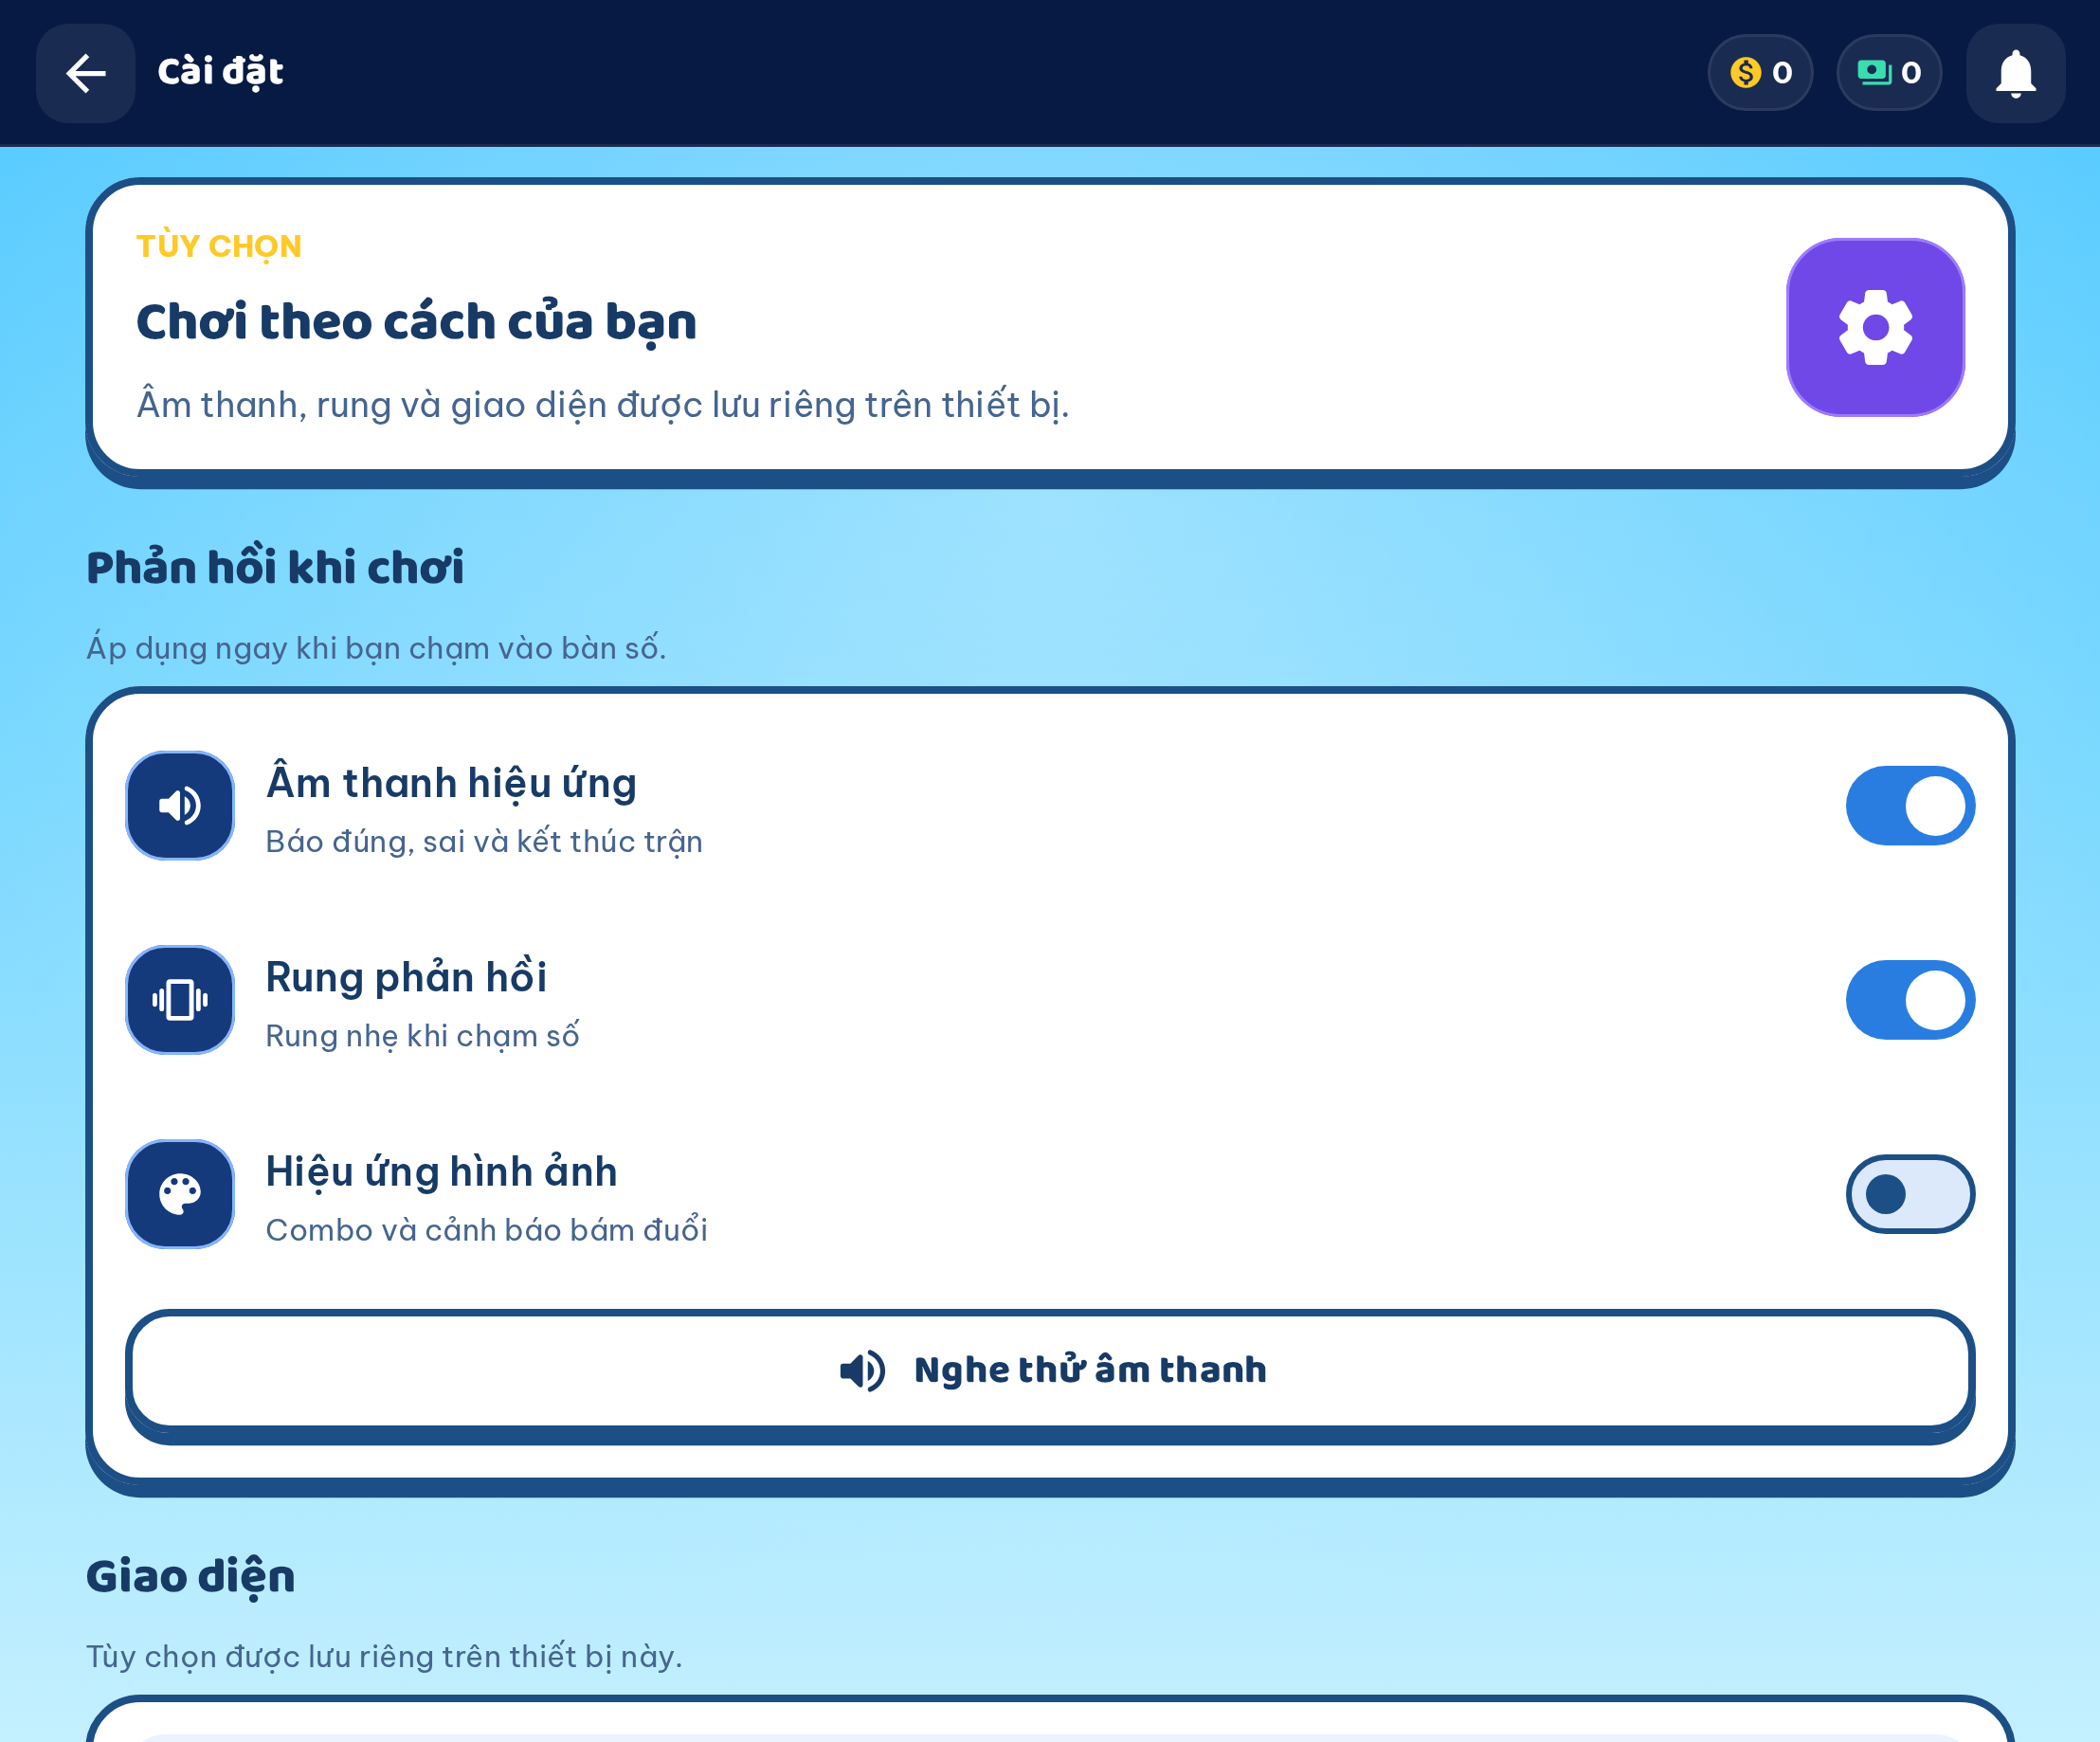 Cài đặt
0
0
TÙY CHỌN
Chơi theo cách của bạn
Âm thanh, rung và giao diện được lưu riêng trên thiết bị.
Phản hồi khi chơi
Áp dụng ngay khi bạn chạm vào bàn số.
Âm thanh hiệu ứng
Báo đúng, sai và kết thúc trận
Rung phản hồi
Rung nhẹ khi chạm số
Hiệu ứng hình ảnh
Combo và cảnh báo bám đuổi
Nghe thử âm thanh
Giao diện
Tùy chọn được lưu riêng trên thiết bị này.